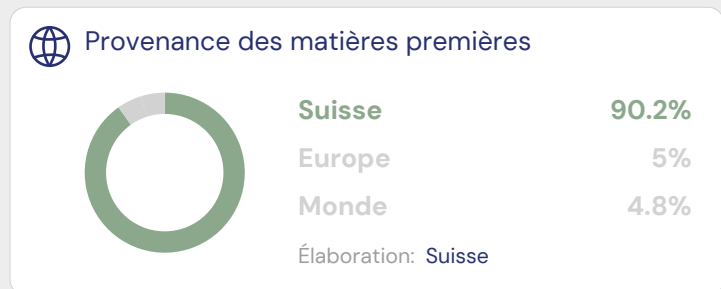 Provenance des matières premières
Suisse 90.2%
Europe 5%
Monde 4.8%
Élaboration: Suisse